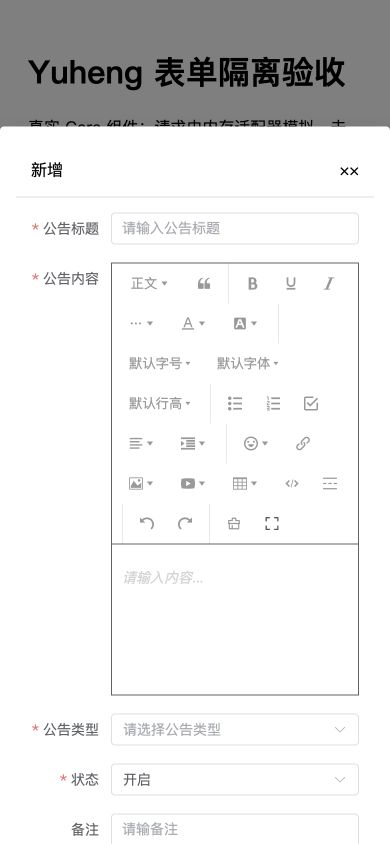 Yuheng 表单隔离验收
新增
* 公告标题 请输入公告标题
* 公告内容
正文 B U I
... A A
默认字号 默认字体
默认行高
请输入内容...
* 公告类型 请选择公告类型
* 状态 开启
备注 请输备注